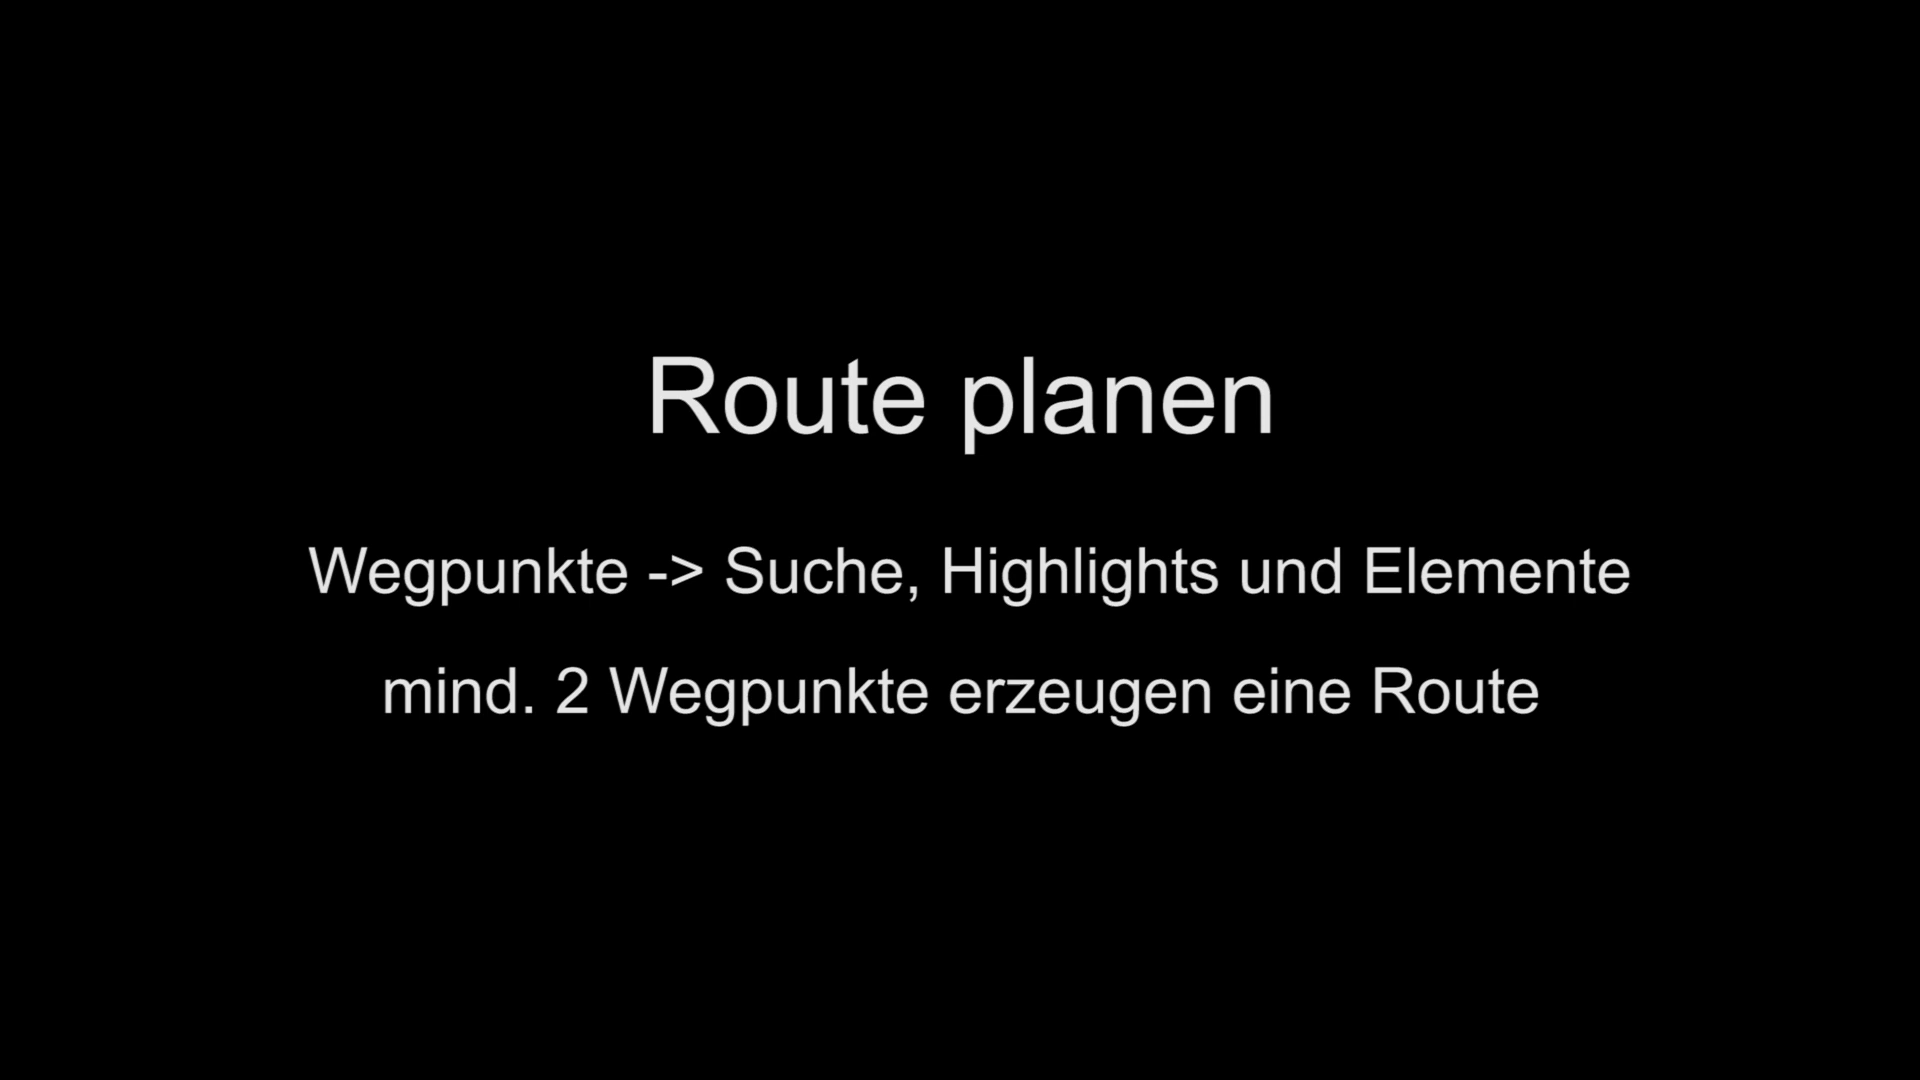 Route planen
Wegpunkte -> Suche, Highlights und Elemente
mind. 2 Wegpunkte erzeugen eine Route